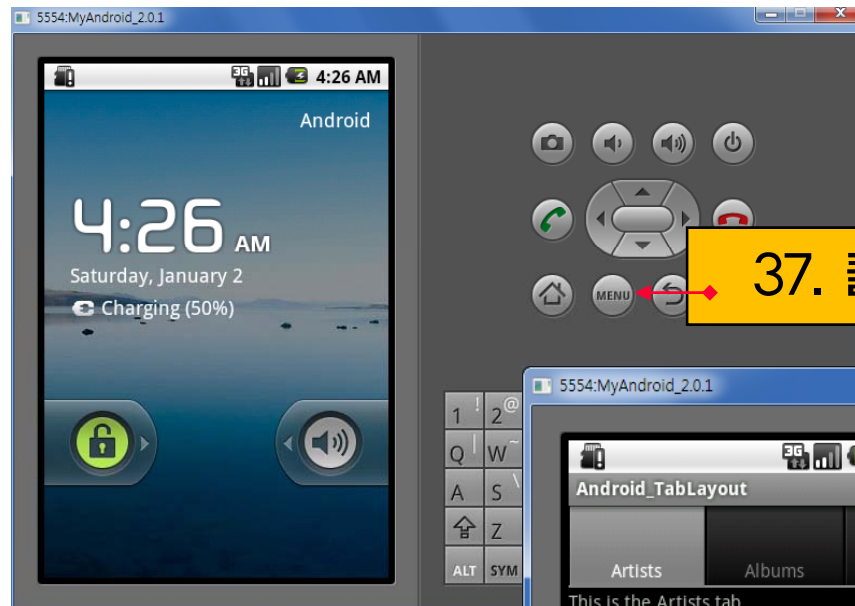 5554:MyAndroid_2.0.1
3G 4:26 AM
Android
4:26 AM
Saturday, January 2
Charging (50%)
MENU
37.
5554:MyAndroid_2.0.1
1 ! 2 @
Q | W ~
A S \
Z
ALT SYM
3G
Android_TabLayout
Artists Albums
This is the Artists tab